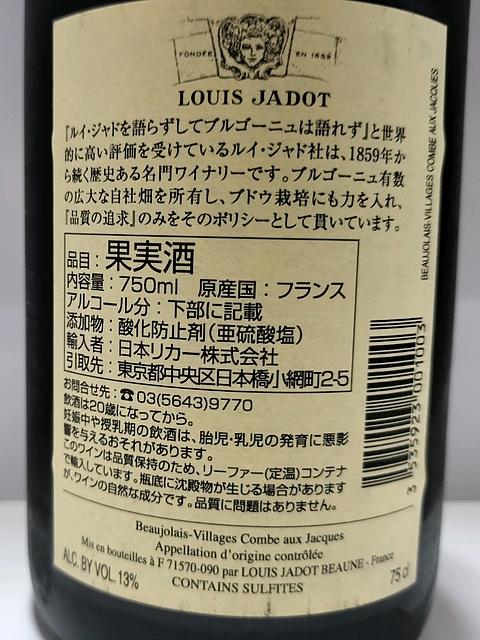 FONDÉE EN 1859
LOUIS JADOT
『ルイ・ジャドを語らずしてブルゴーニュは語れず』と世界
的に高い評価を受けているルイ・ジャド社は、1859年か
ら続く歴史ある名門ワイナリーです。ブルゴーニュ有数
の広大な自社畑を所有し、ブドウ栽培にも力を入れ、
『品質の追求』のみをそのポリシーとして貫いています。
品目：果実酒
内容量：750ml 原産国：フランス
アルコール分：下部に記載
添加物：酸化防止剤（亜硫酸塩）
輸入者：日本リカー株式会社
引取先：東京都中央区日本橋小網町2-5
お問合せ先：☎03(5643)9770
飲酒は20歳になってから。
妊娠中や授乳期の飲酒は、胎児・乳児の発育に悪影
響を与えるおそれがあります。
このワインは品質保持のため、リーファー(定温)コンテナ
で輸入しています。瓶底に沈殿物が生じる場合があります
が、ワインの自然な成分です。品質に問題はありません。
Beaujolais-Villages Combe aux Jacques
Appellation d'origine contrôlée
Mis en bouteilles à F 71570-090 par LOUIS JADOT BEAUNE - France
ALC. BY VOL. 13%
CONTAINS SULFITES
75 cl
BEAUJOLAIS-VILLAGES COMBE AUX JACQUES
3 535923 001003